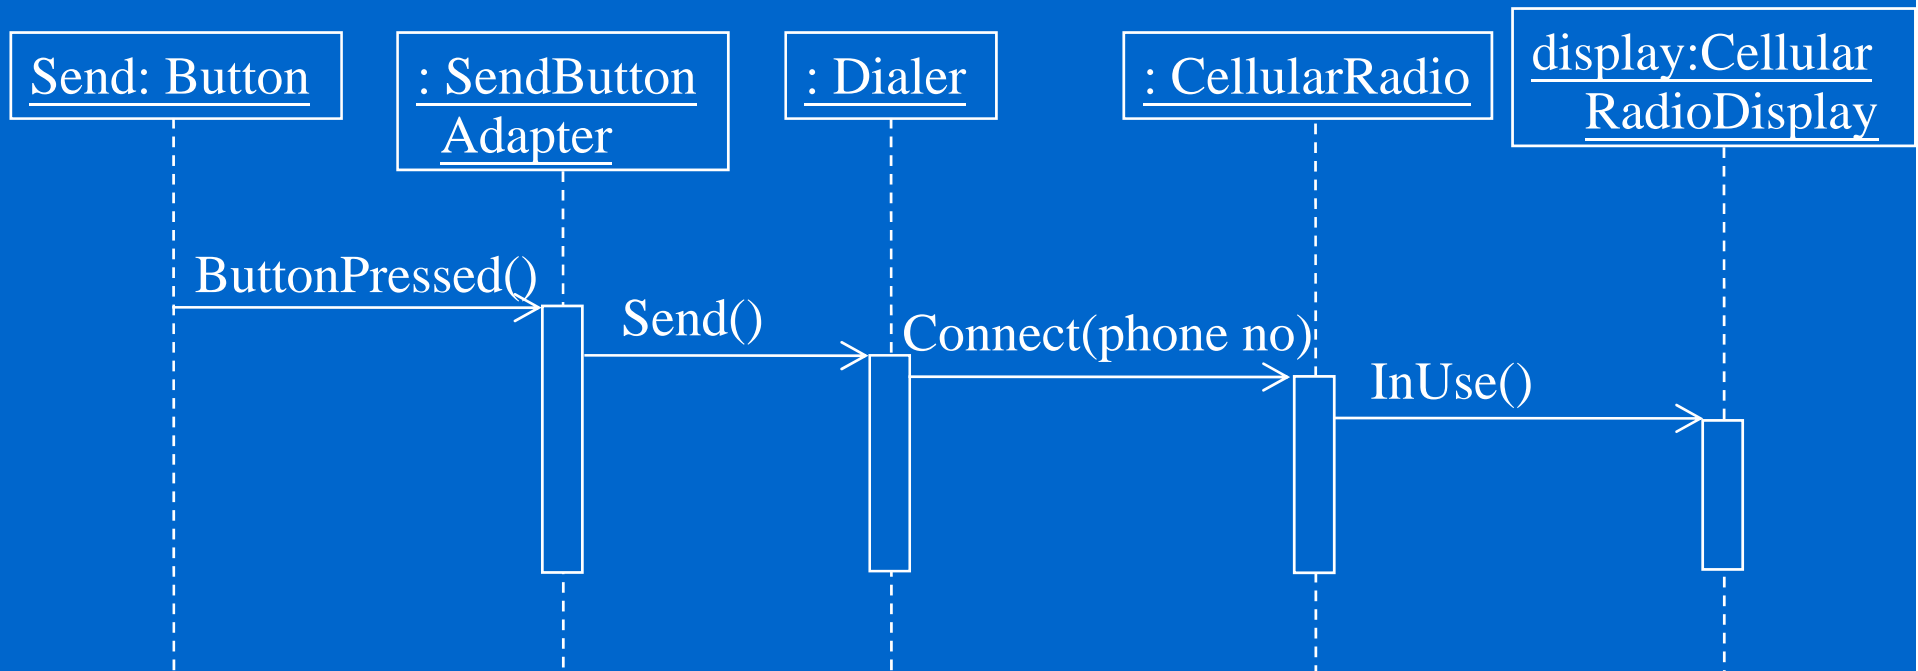 Send: Button
: SendButton
Adapter
: Dialer
: CellularRadio
display:Cellular
RadioDisplay
ButtonPressed()
Send()
Connect(phone no)
InUse()